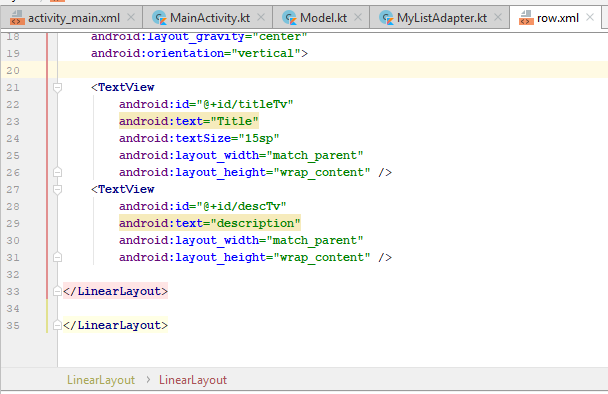 activity_main.xml × MainActivity.kt × Model.kt × MyListAdapter.kt × row.xml ×
18 android:layout_gravity="center"
19 android:orientation="vertical">
20
21 <TextView
22 android:id="@+id/titleTv"
23 android:text="Title"
24 android:textSize="15sp"
25 android:layout_width="match_parent"
26 android:layout_height="wrap_content" />
27 <TextView
28 android:id="@+id/descTv"
29 android:text="description"
30 android:layout_width="match_parent"
31 android:layout_height="wrap_content" />
32
33 </LinearLayout>
34
35 </LinearLayout>
LinearLayout › LinearLayout